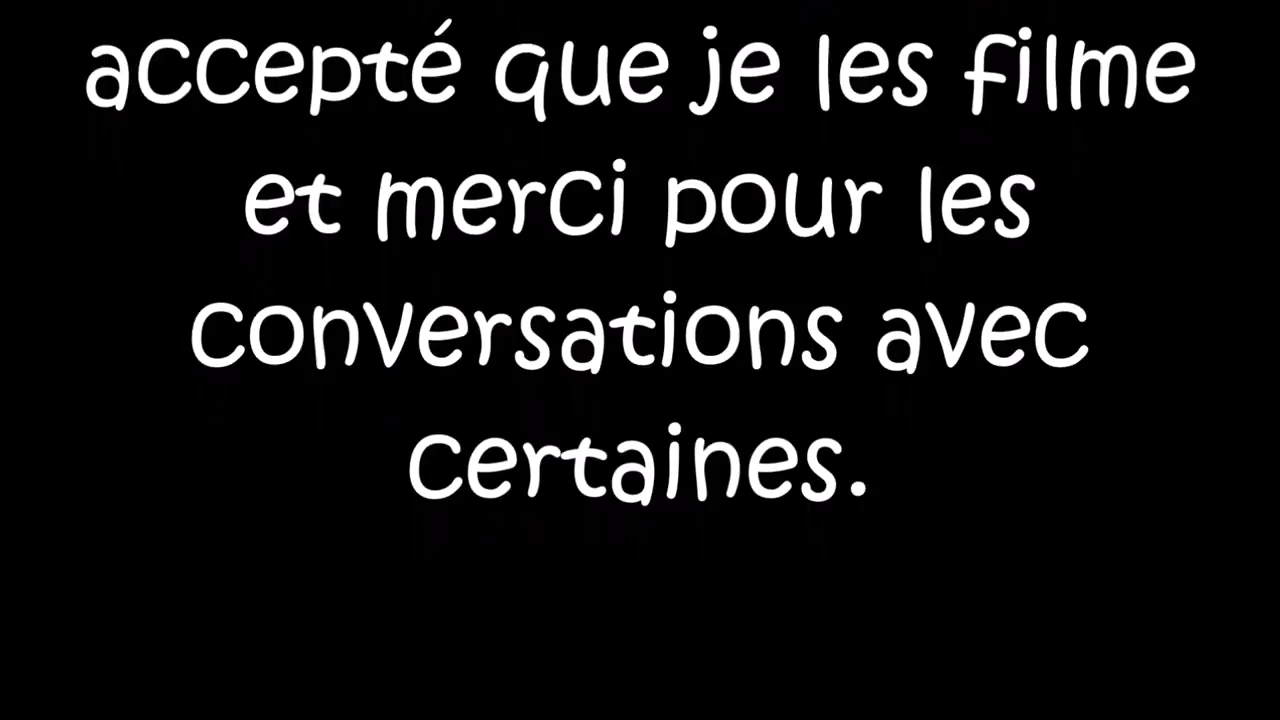 accepté que je les filme
et merci pour les
conversations avec
certaines.